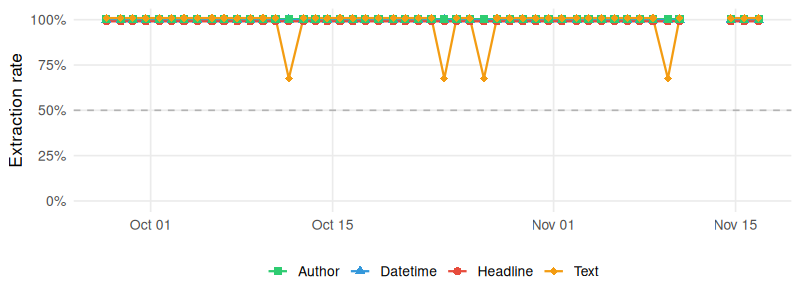 Extraction rate
100%
75%
50%
25%
0%
Oct 01 Oct 15 Nov 01 Nov 15
Author Datetime Headline Text